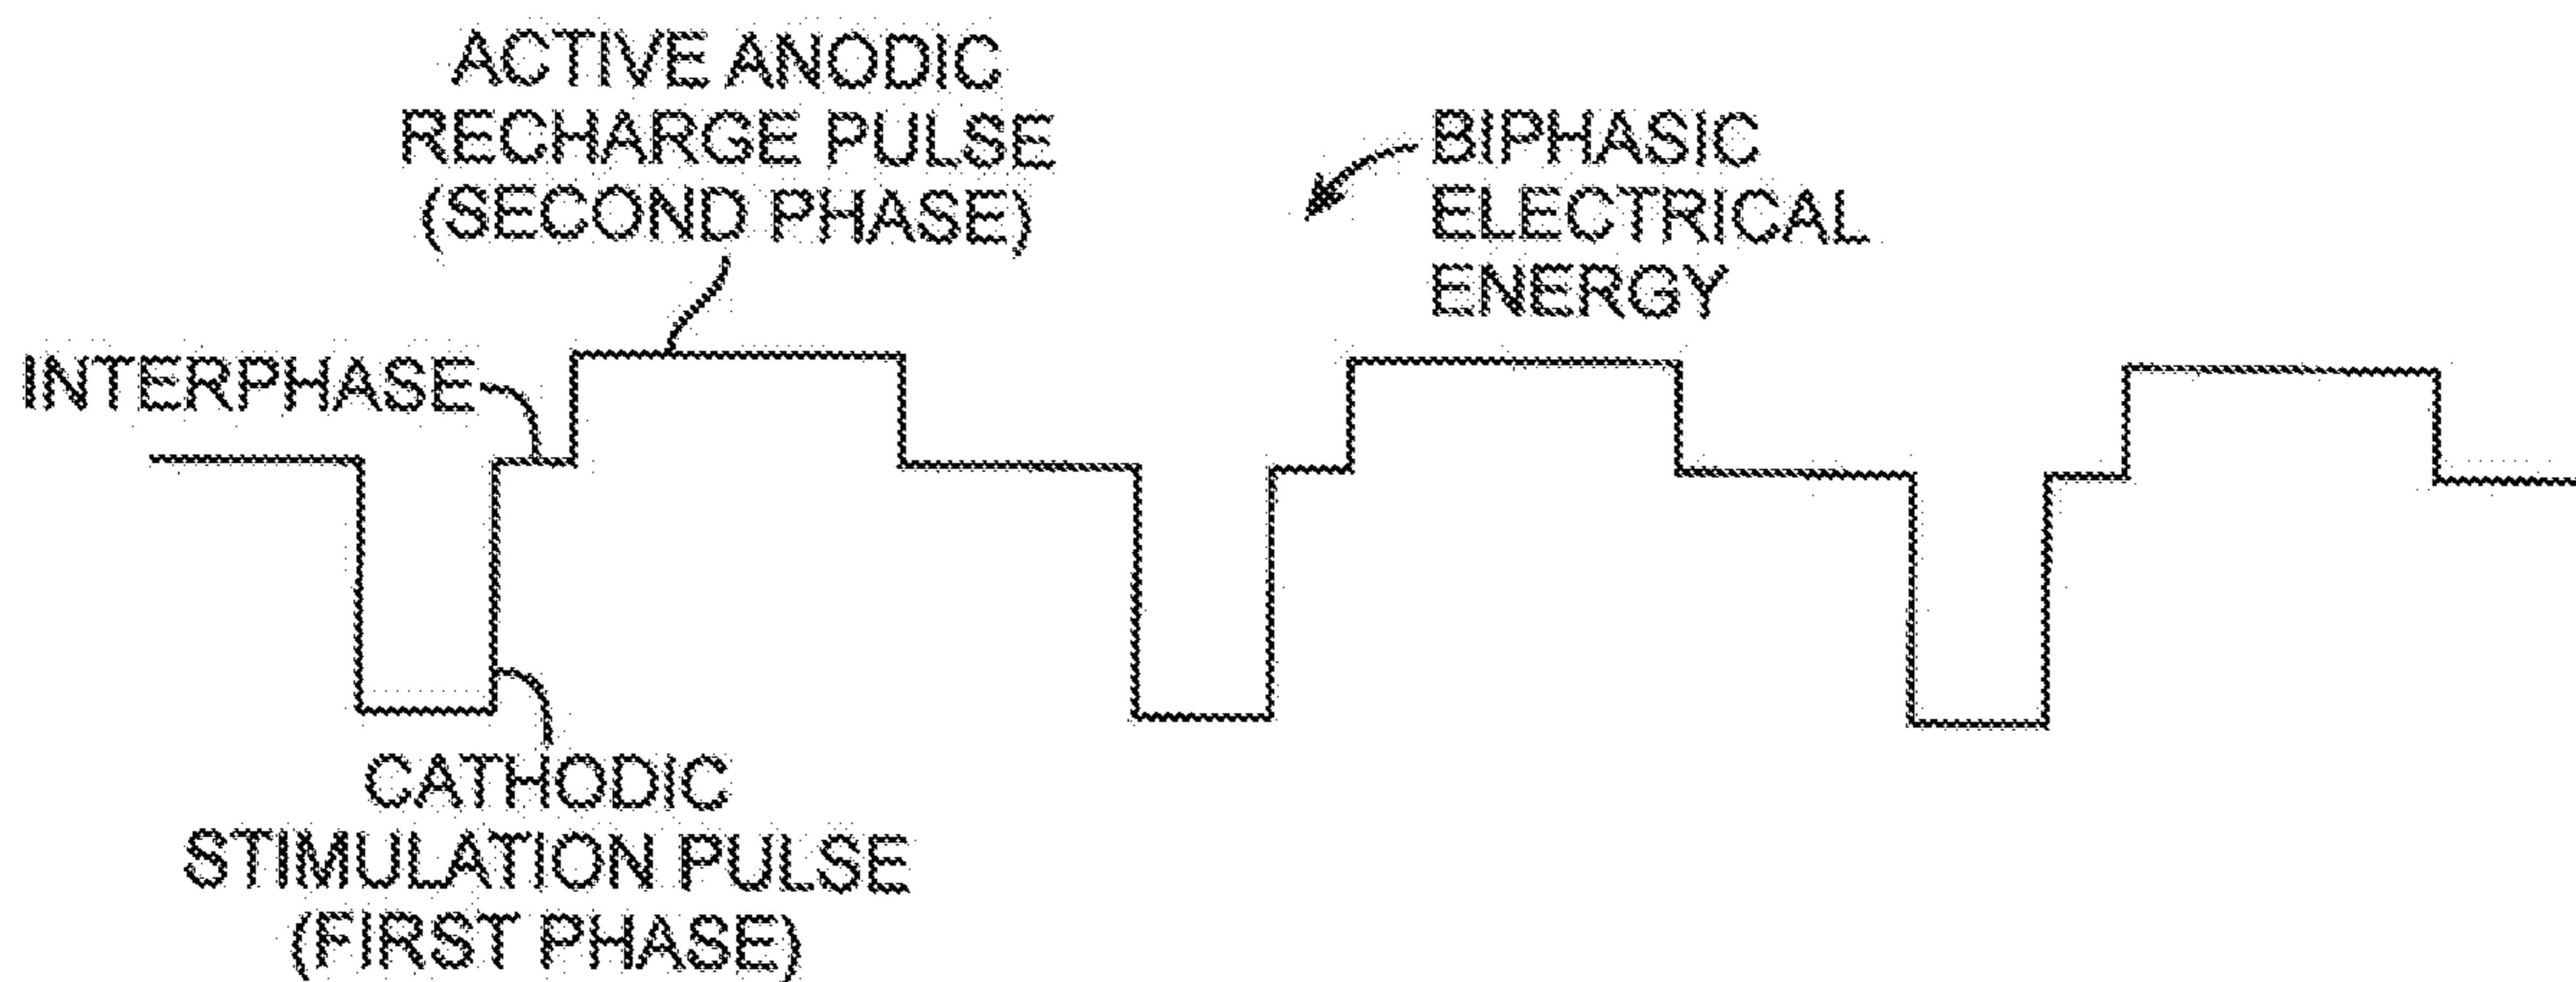 ACTIVE ANODIC
RECHARGE PULSE
(SECOND PHASE)
BIPHASIC
ELECTRICAL
ENERGY
INTERPHASE
CATHODIC
STIMULATION PULSE
(FIRST PHASE)